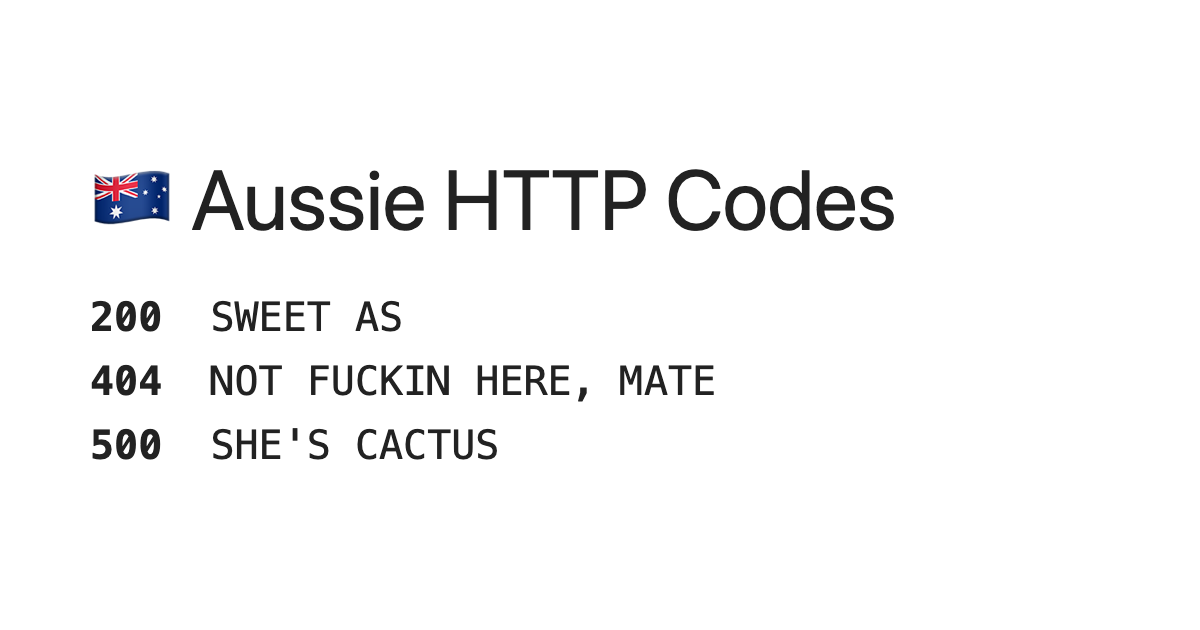 🇦🇺 Aussie HTTP Codes
200 SWEET AS
404 NOT FUCKIN HERE, MATE
500 SHE'S CACTUS